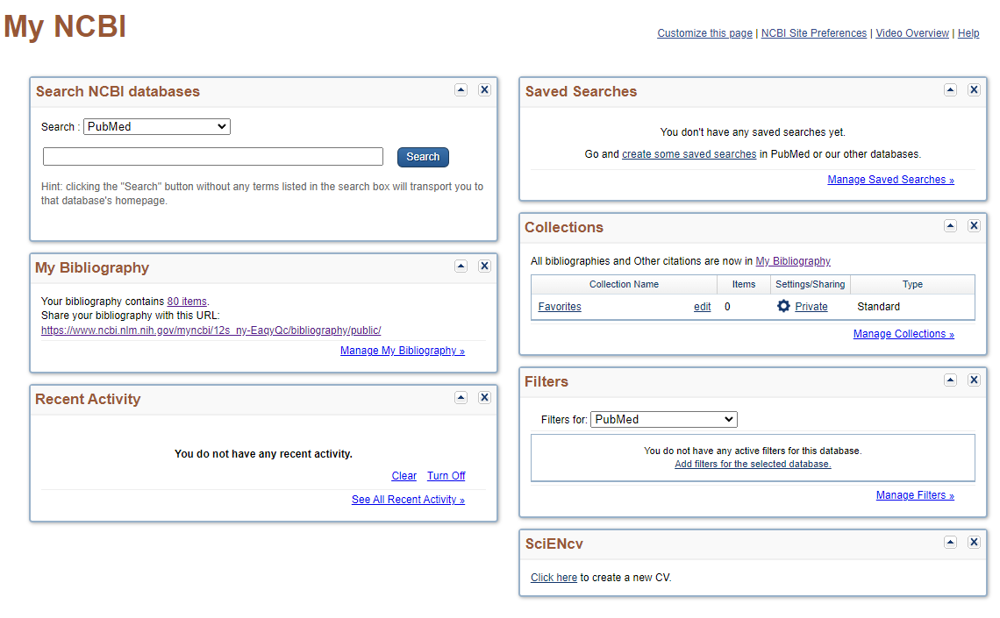 My NCBI
Customize this page | NCBI Site Preferences | Video Overview | Help
Search NCBI databases
Search : PubMed
Search
Hint: clicking the "Search" button without any terms listed in the search box will transport you to
that database's homepage.
My Bibliography
Your bibliography contains 80 items.
Share your bibliography with this URL:
https://www.ncbi.nlm.nih.gov/myncbi/12s_ny-EaqyQc/bibliography/public/
Manage My Bibliography »
Recent Activity
You do not have any recent activity.
Clear Turn Off
See All Recent Activity »
Saved Searches
You don't have any saved searches yet.
Go and create some saved searches in PubMed or our other databases.
Manage Saved Searches »
Collections
All bibliographies and Other citations are now in My Bibliography
Collection Name Items Settings/Sharing Type
Favorites edit 0 Private Standard
Manage Collections »
Filters
Filters for: PubMed
You do not have any active filters for this database.
Add filters for the selected database.
Manage Filters »
SciENcv
Click here to create a new CV.